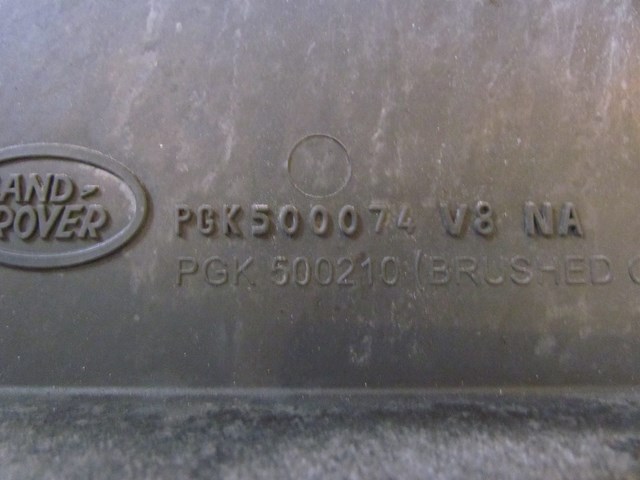 LAND-
ROVER
PGK500074 V8 NA
PGK 500210 (BRUSHED